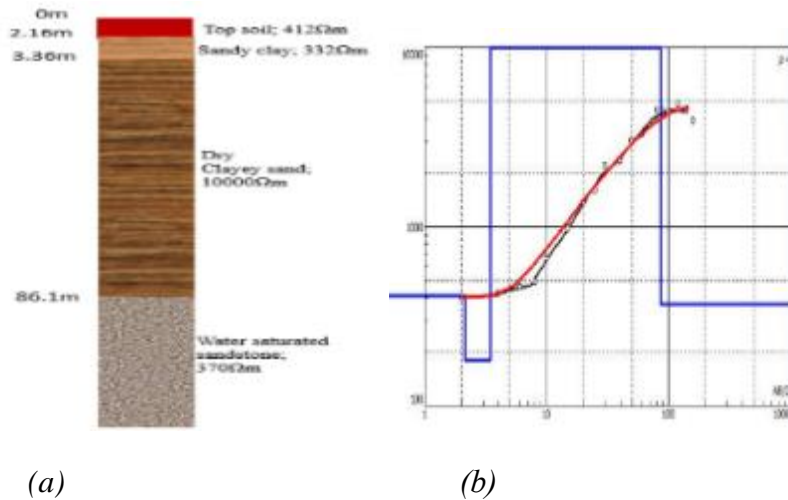 0m
Top soil; 412Ωm
2.16m
Sandy clay; 332Ωm
3.36m
Dry
Clayey sand;
10000Ωm
86.1m
Water saturated
sandstone;
370Ωm
10000
1000
100
1
10
100
(a)
(b)